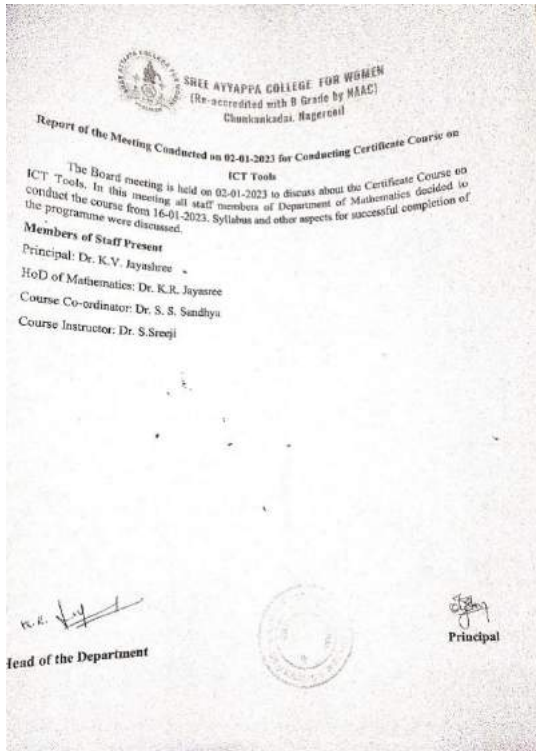 SREE AYYAPPA COLLEGE FOR WOMEN
(Re-accredited with B Grade by NAAC)
Chunkankadai, Nagercoil
Report of the Meeting Conducted on 02-01-2023 for Conducting Certificate Course on
ICT Tools
The Board meeting is held on 02-01-2023 to discuss about the Certificate Course on
ICT Tools. In this meeting all staff members of Department of Mathematics decided to
conduct the course from 16-01-2023. Syllabus and other aspects for successful completion of
the programme were discussed.
Members of Staff Present
Principal: Dr. K.V. Jayashree
HoD of Mathematics: Dr. K.R. Jayasree
Course Co-ordinator: Dr. S. S. Sandhya
Course Instructor: Dr. S.Sreeji
K.R.
Head of the Department
Principal